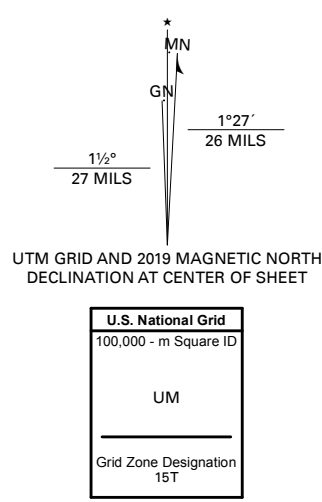 ★
MN
GN
1°27´
26 MILS
1½°
27 MILS
UTM GRID AND 2019 MAGNETIC NORTH
DECLINATION AT CENTER OF SHEET
U.S. National Grid
100,000 - m Square ID
UM
Grid Zone Designation
15T